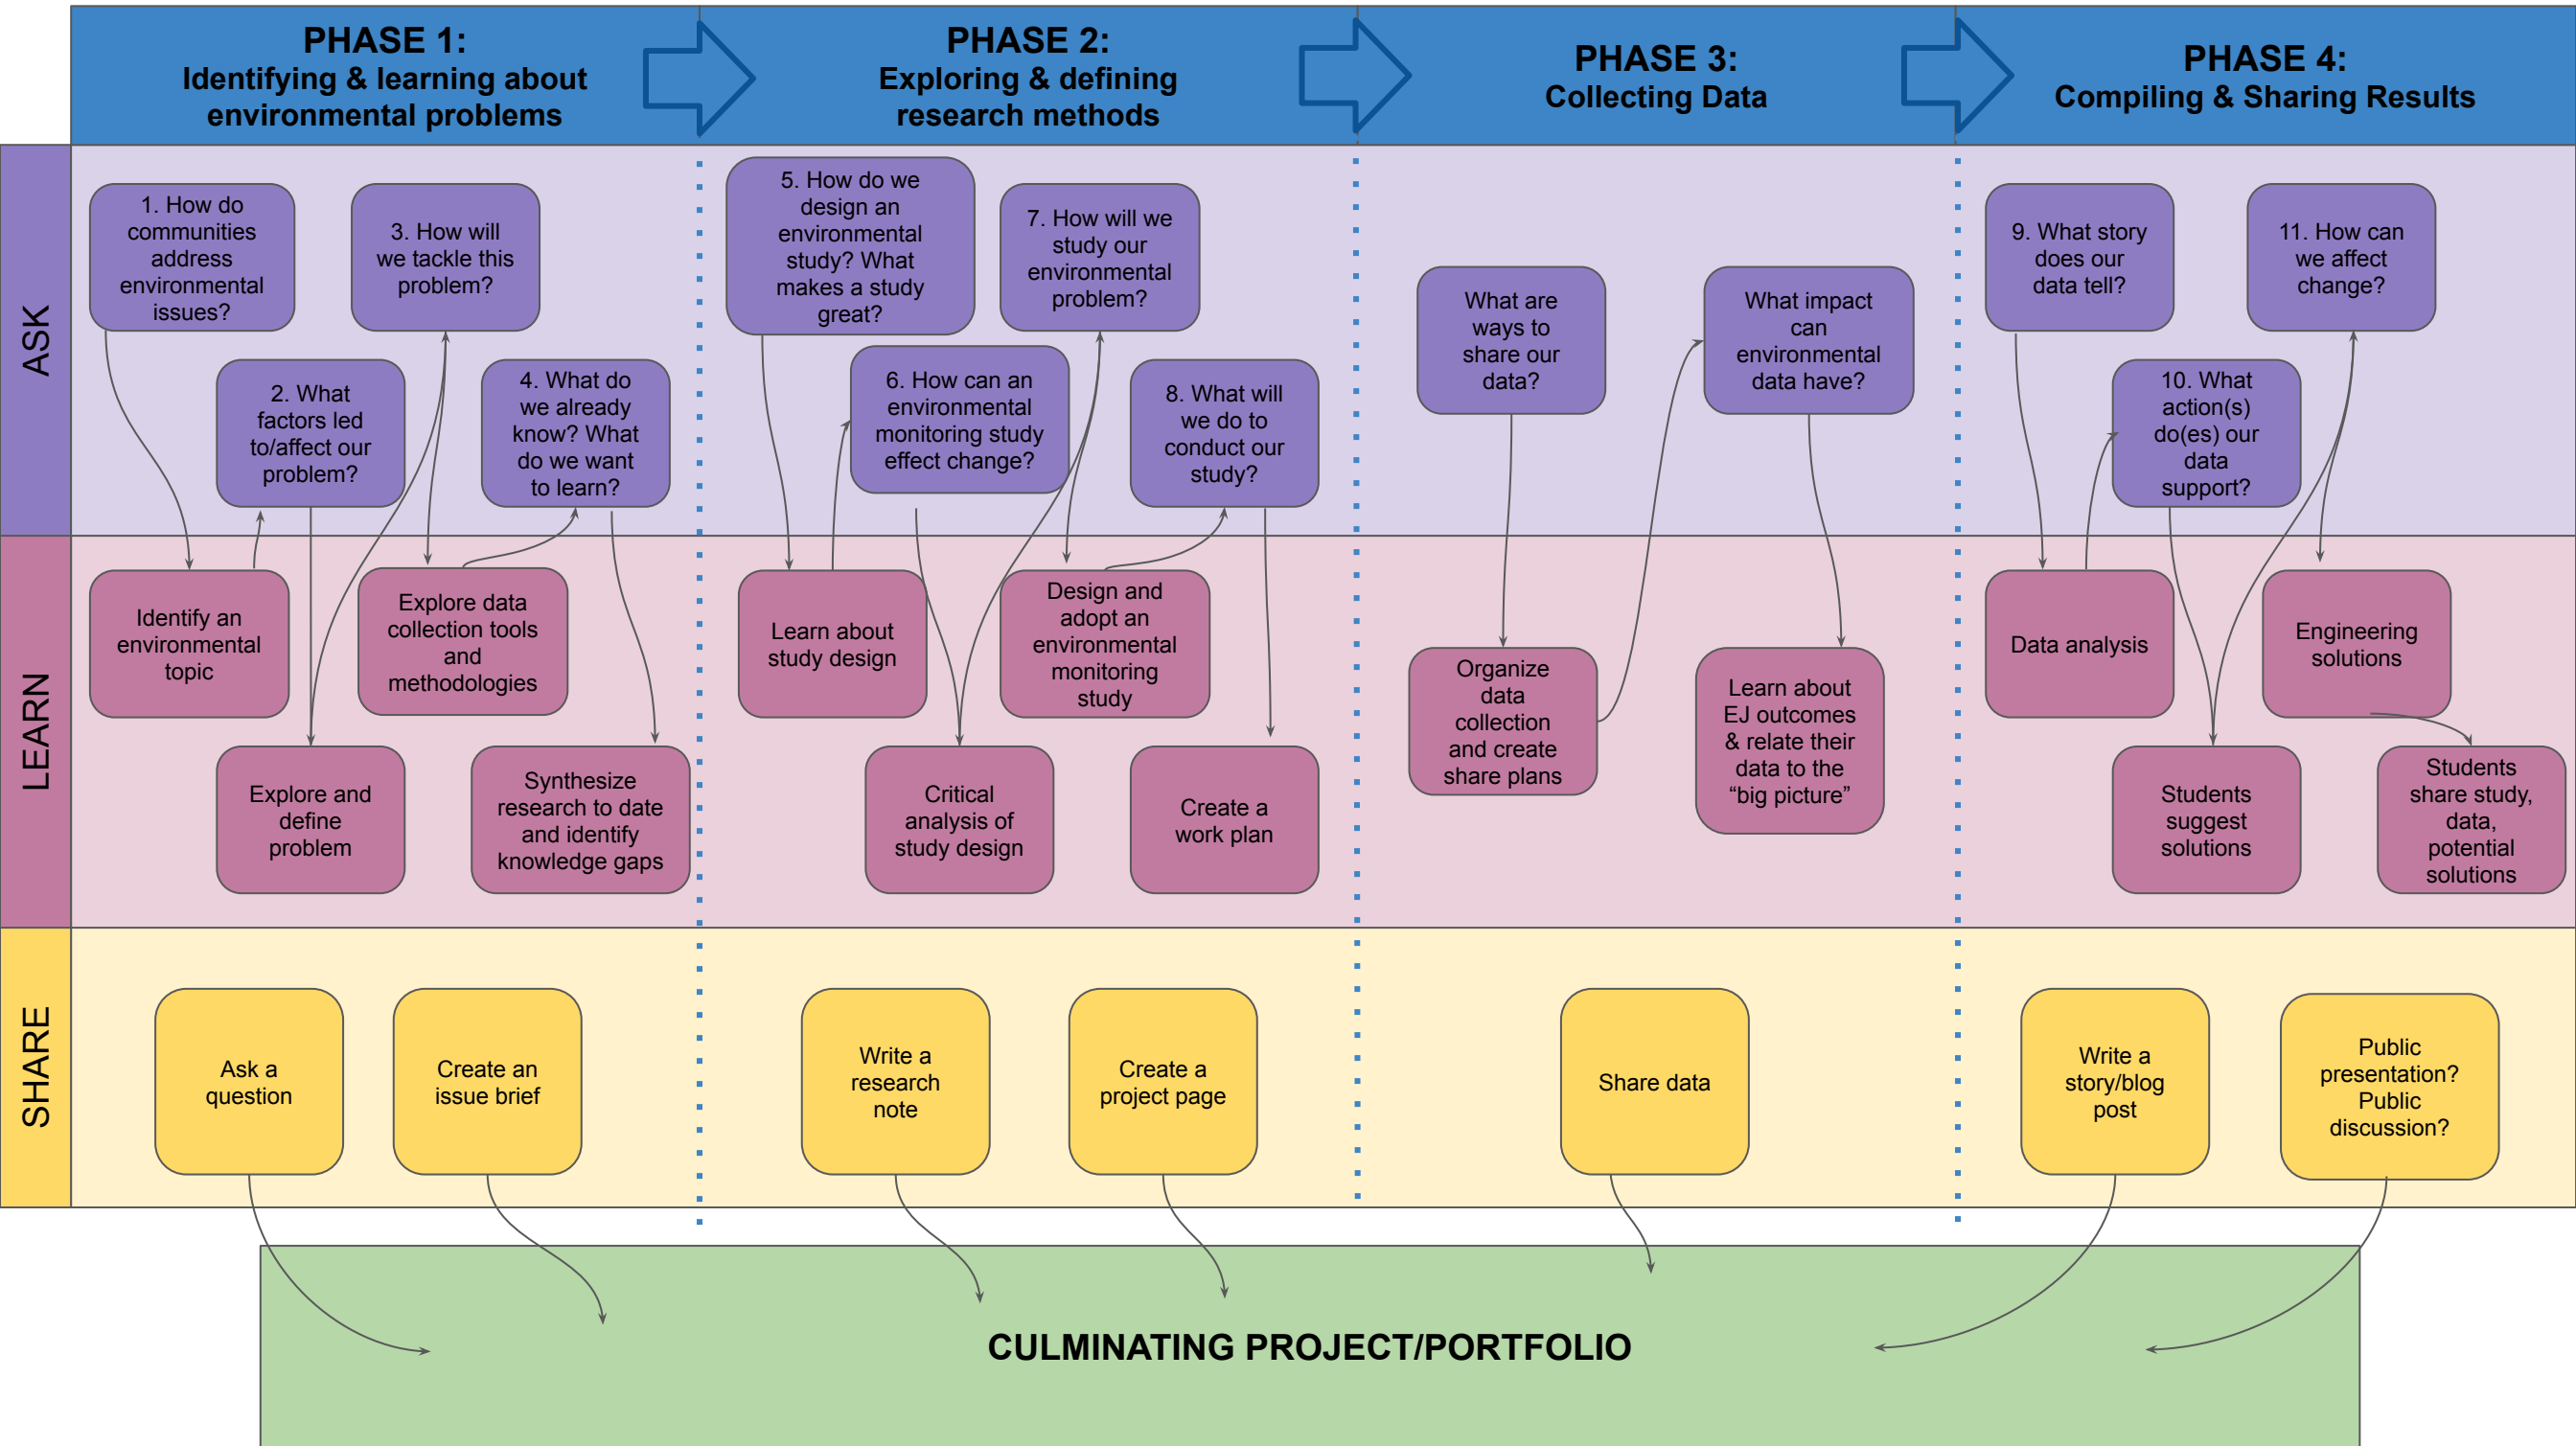 PHASE 1:
Identifying & learning about
environmental problems
PHASE 2:
Exploring & defining
research methods
PHASE 3:
Collecting Data
PHASE 4:
Compiling & Sharing Results
ASK
1. How do
communities
address
environmental
issues?
2. What
factors led
to/affect our
problem?
3. How will
we tackle this
problem?
4. What do
we already
know? What
do we want
to learn?
5. How do we
design an
environmental
study? What
makes a study
great?
6. How can an
environmental
monitoring study
effect change?
7. How will we
study our
environmental
problem?
8. What will
we do to
conduct our
study?
What are
ways to
share our
data?
What impact
can
environmental
data have?
9. What story
does our
data tell?
10. What
action(s)
do(es) our
data
support?
11. How can
we affect
change?
LEARN
Identify an
environmental
topic
Explore and
define
problem
Explore data
collection tools
and
methodologies
Synthesize
research to date
and identify
knowledge gaps
Learn about
study design
Critical
analysis of
study design
Design and
adopt an
environmental
monitoring
study
Create a
work plan
Organize
data
collection
and create
share plans
Learn about
EJ outcomes
& relate their
data to the
“big picture”
Data analysis
Students
suggest
solutions
Engineering
solutions
Students
share study,
data,
potential
solutions
SHARE
Ask a
question
Create an
issue brief
Write a
research
note
Create a
project page
Share data
Write a
story/blog
post
Public
presentation?
Public
discussion?
CULMINATING PROJECT/PORTFOLIO